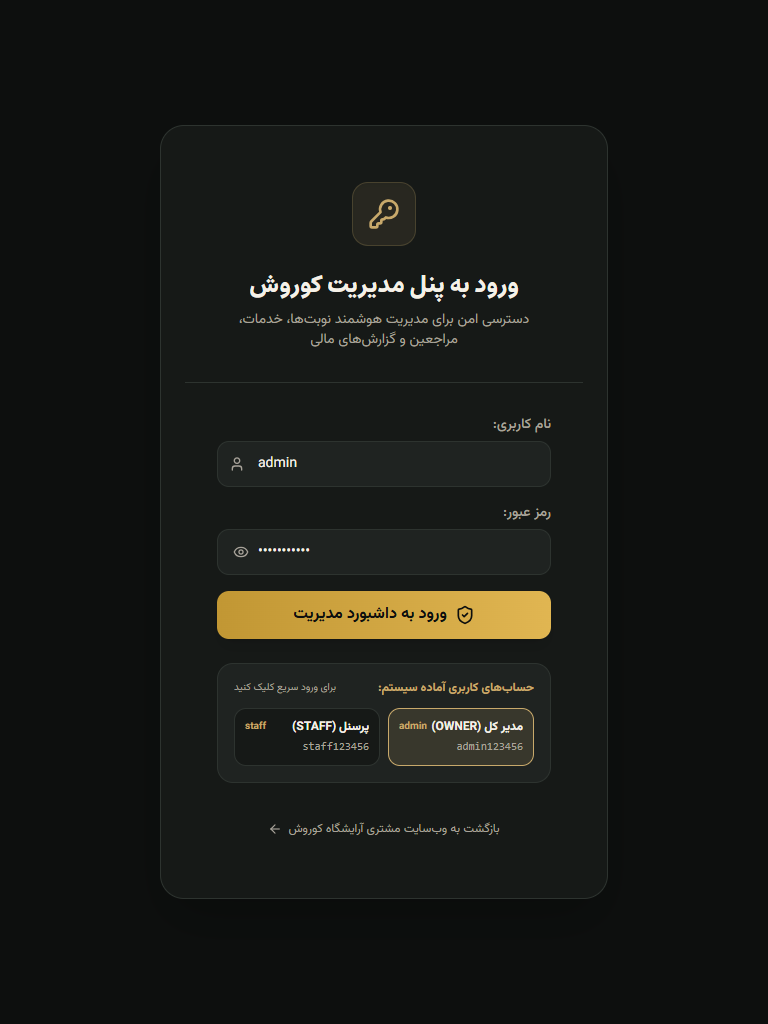 ورود به پنل مدیریت کوروش
دسترسی امن برای مدیریت هوشمند نوبت‌ها، خدمات،
مراجعین و گزارش‌های مالی
نام کاربری:
admin
رمز عبور:
•••••••••••
ورود به داشبورد مدیریت
حساب‌های کاربری آماده سیستم:
برای ورود سریع کلیک کنید
مدیر کل (OWNER)
admin
admin123456
پرسنل (STAFF)
staff
staff123456
بازگشت به وب‌سایت مشتری آرایشگاه کوروش ←